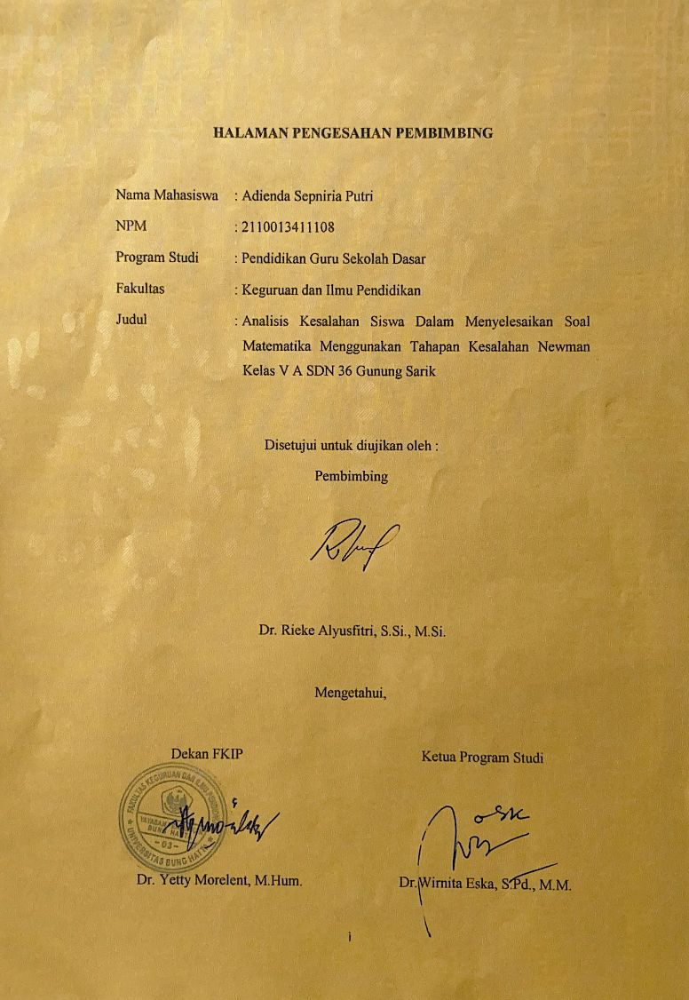 HALAMAN PENGESAHAN PEMBIMBING
Nama Mahasiswa : Adienda Sepniria Putri
NPM : 2110013411108
Program Studi : Pendidikan Guru Sekolah Dasar
Fakultas : Keguruan dan Ilmu Pendidikan
Judul : Analisis Kesalahan Siswa Dalam Menyelesaikan Soal
Matematika Menggunakan Tahapan Kesalahan Newman
Kelas V A SDN 36 Gunung Sarik
Disetujui untuk diujikan oleh :
Pembimbing
Dr. Rieke Alyusfitri, S.Si., M.Si.
Mengetahui,
Dekan FKIP
Ketua Program Studi
FAKULTAS KEGURUAN DAN ILMU PENDIDIKAN
YAYASAN
BUNG HATTA
- 03 -
UNIVERSITAS BUNG HATTA
Dr. Yetty Morelent, M.Hum.
Dr. Wirnita Eska, S.Pd., M.M.
i